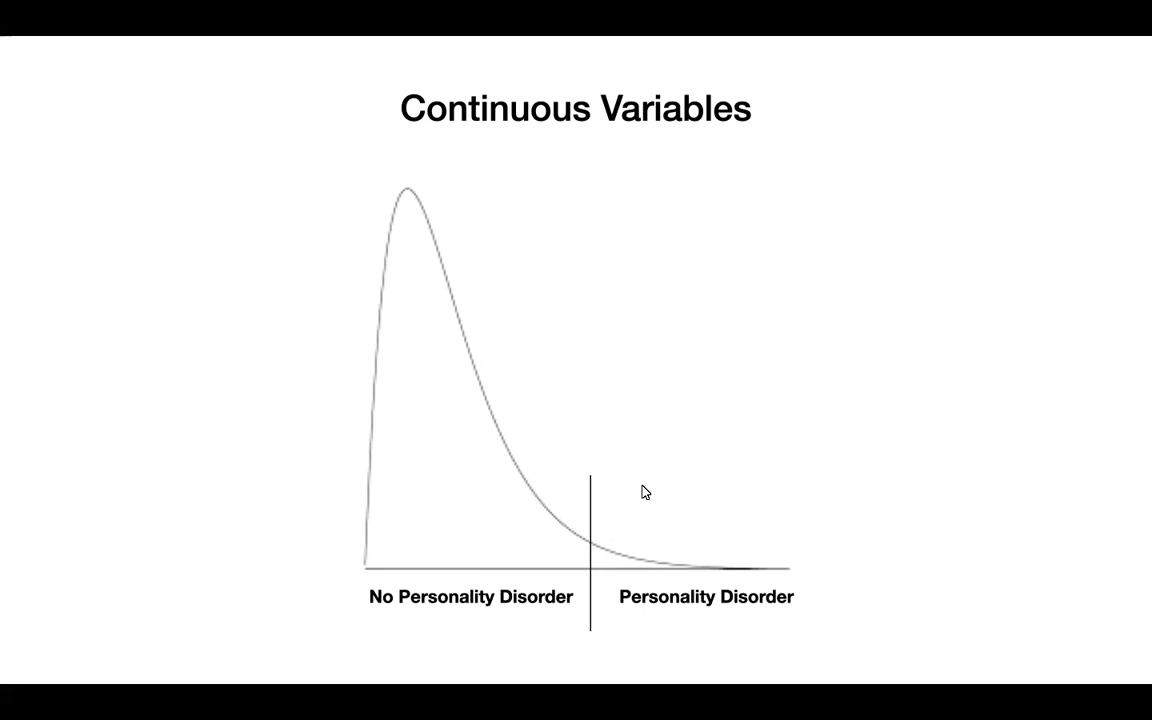 Continuous Variables
No Personality Disorder
Personality Disorder